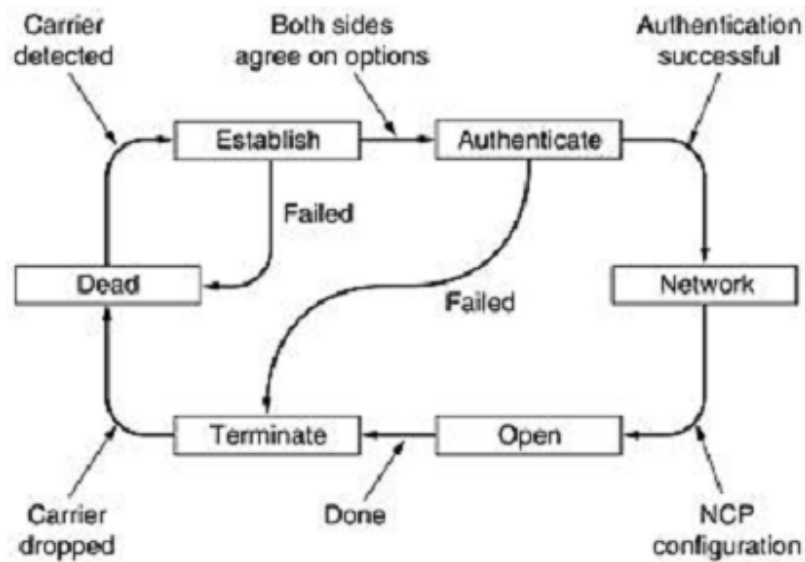 Carrier
detected
Both sides
agree on options
Authentication
successful
Establish
Authenticate
Failed
Dead
Failed
Network
Terminate
Open
Carrier
dropped
Done
NCP
configuration